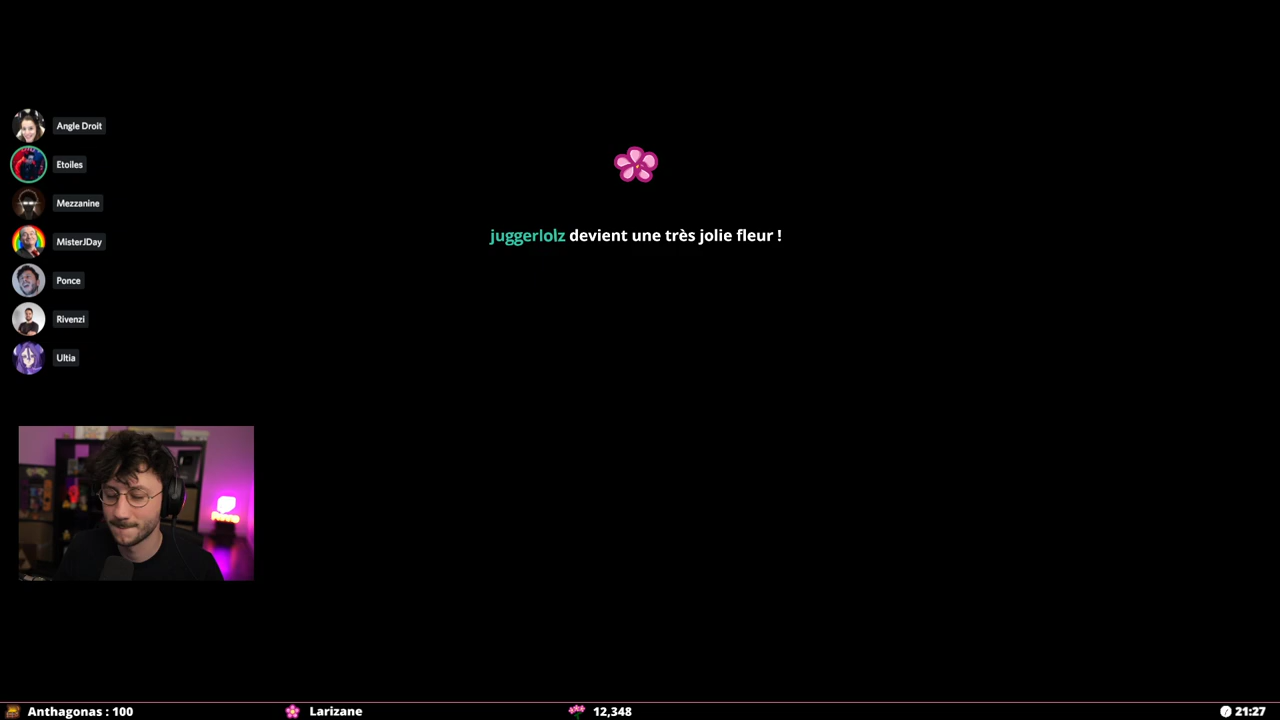 Angle Droit
Etoiles
Mezzanine
MisterJDay
Ponce
Rivenzi
Ultia
juggerlolz devient une très jolie fleur !
Anthagonas : 100
Larizane
12,348
21:27